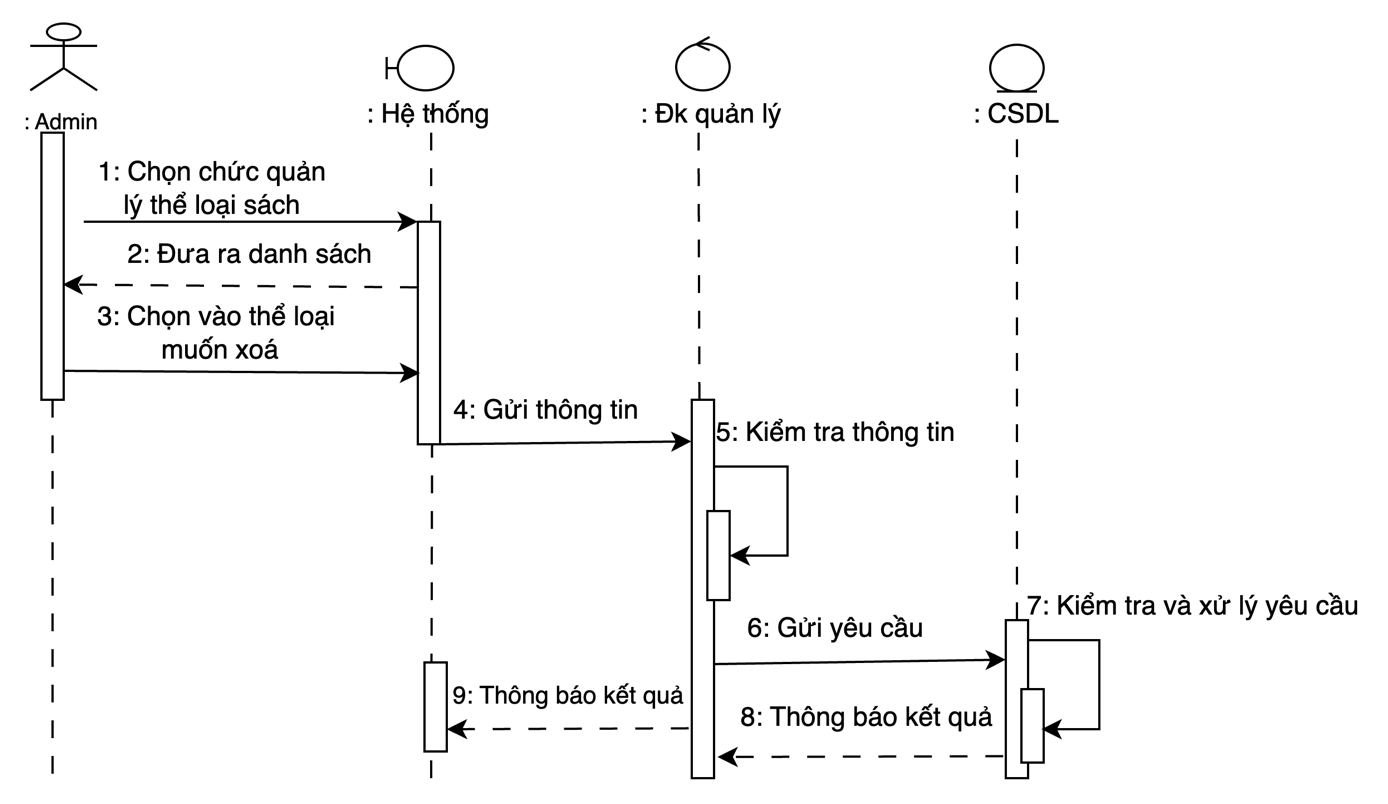 : Admin
: Hệ thống
: Đk quản lý
: CSDL
1: Chọn chức quản
lý thể loại sách
2: Đưa ra danh sách
3: Chọn vào thể loại
muốn xoá
4: Gửi thông tin
5: Kiểm tra thông tin
7: Kiểm tra và xử lý yêu cầu
6: Gửi yêu cầu
9: Thông báo kết quả
8: Thông báo kết quả